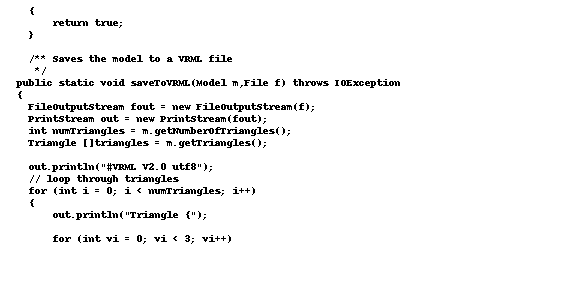 {
return true;
}
/** Saves the model to a VRML file
*/
public static void saveToVRML(Model m,File f) throws IOException
{
FileOutputStream fout = new FileOutputStream(f);
PrintStream out = new PrintStream(fout);
int numTriangles = m.getNumberOfTriangles();
Triangle []triangles = m.getTriangles();
out.println("#VRML V2.0 utf8");
// loop through triangles
for (int i = 0; i < numTriangles; i++)
{
out.println("Triangle {");
for (int vi = 0; vi < 3; vi++)